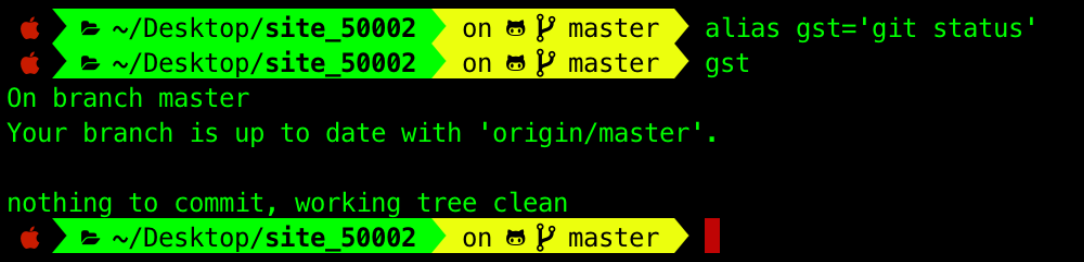 ~/Desktop/site_50002 on master alias gst='git status'
~/Desktop/site_50002 on master gst
On branch master
Your branch is up to date with 'origin/master'.
nothing to commit, working tree clean
~/Desktop/site_50002 on master